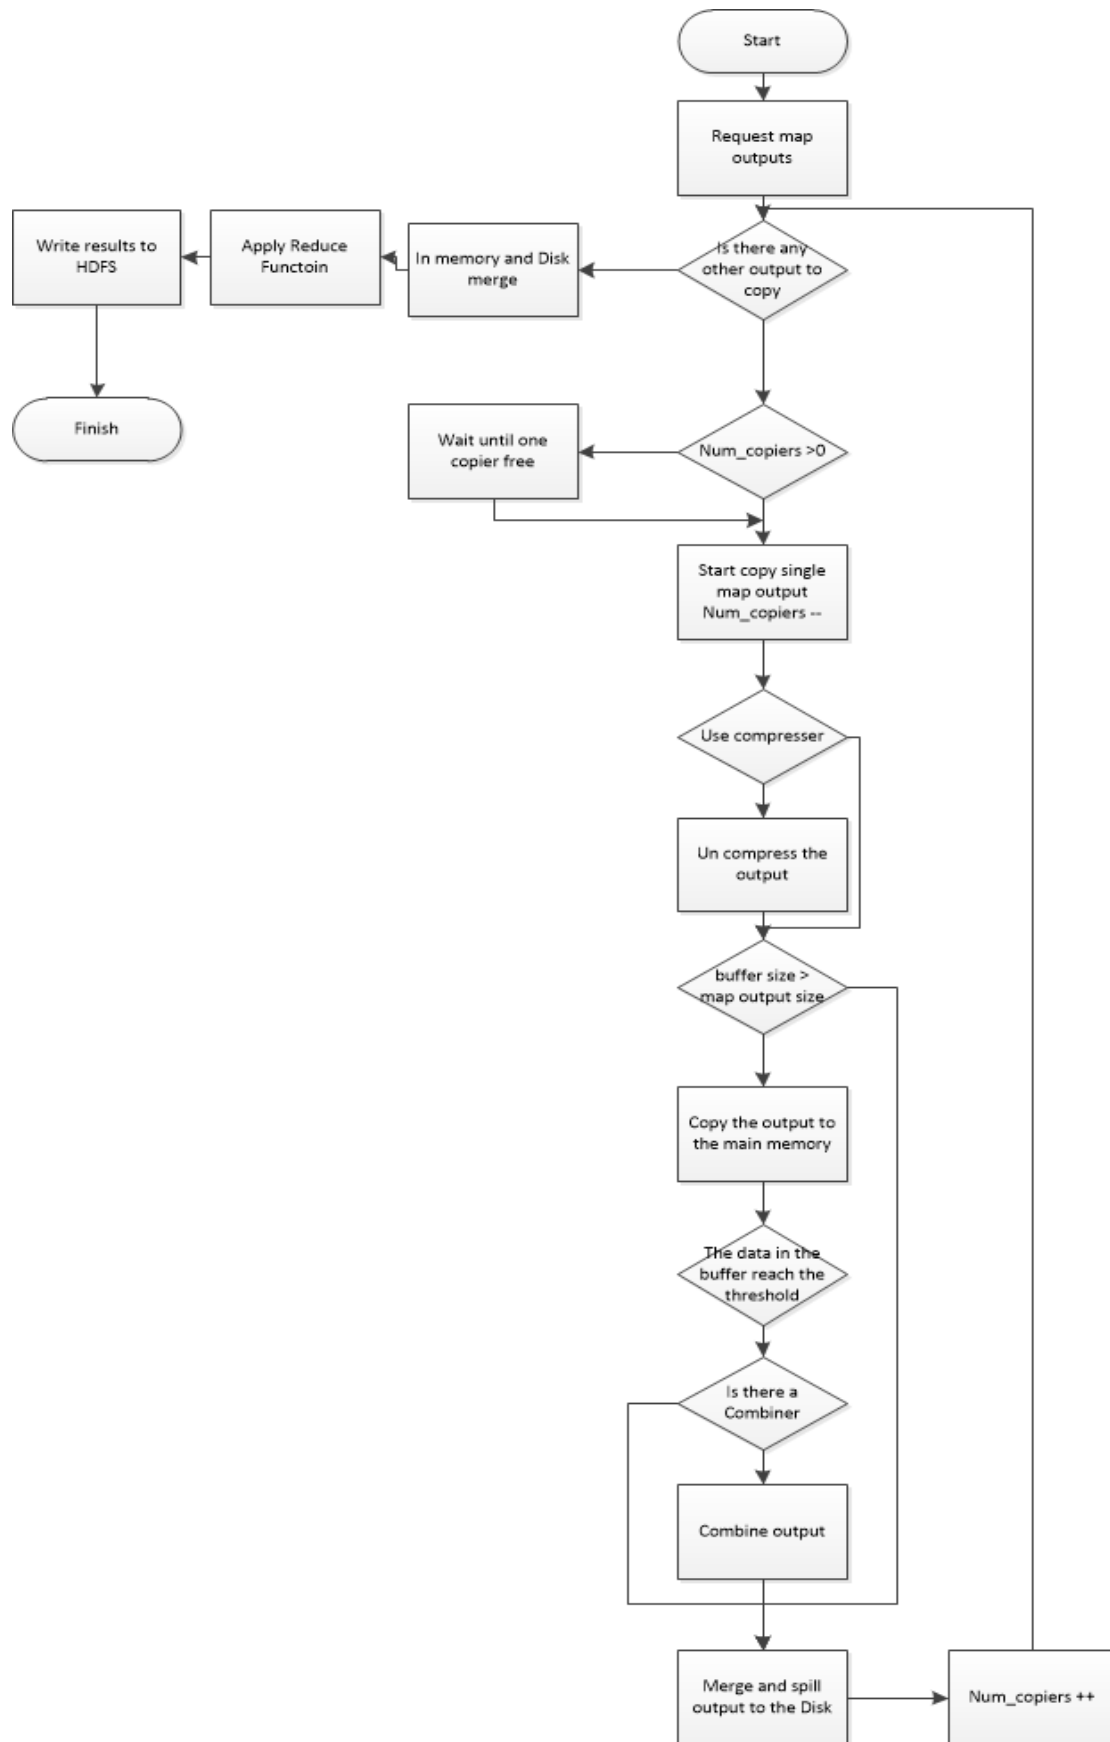 Start
Request map
outputs
Is there any
other output to
copy
In memory and Disk
merge
Apply Reduce
Functoin
Write results to
HDFS
Finish
Num_copiers >0
Wait until one
copier free
Start copy single
map output
Num_copiers --
Use compresser
Un compress the
output
buffer size >
map output size
Copy the output to
the main memory
The data in the
buffer reach the
threshold
Is there a
Combiner
Combine output
Merge and spill
output to the Disk
Num_copiers ++